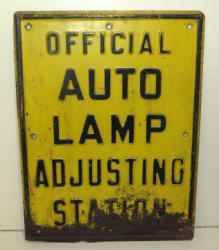 OFFICIAL
AUTO
LAMP
ADJUSTING
STATION